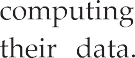 computing
their data.